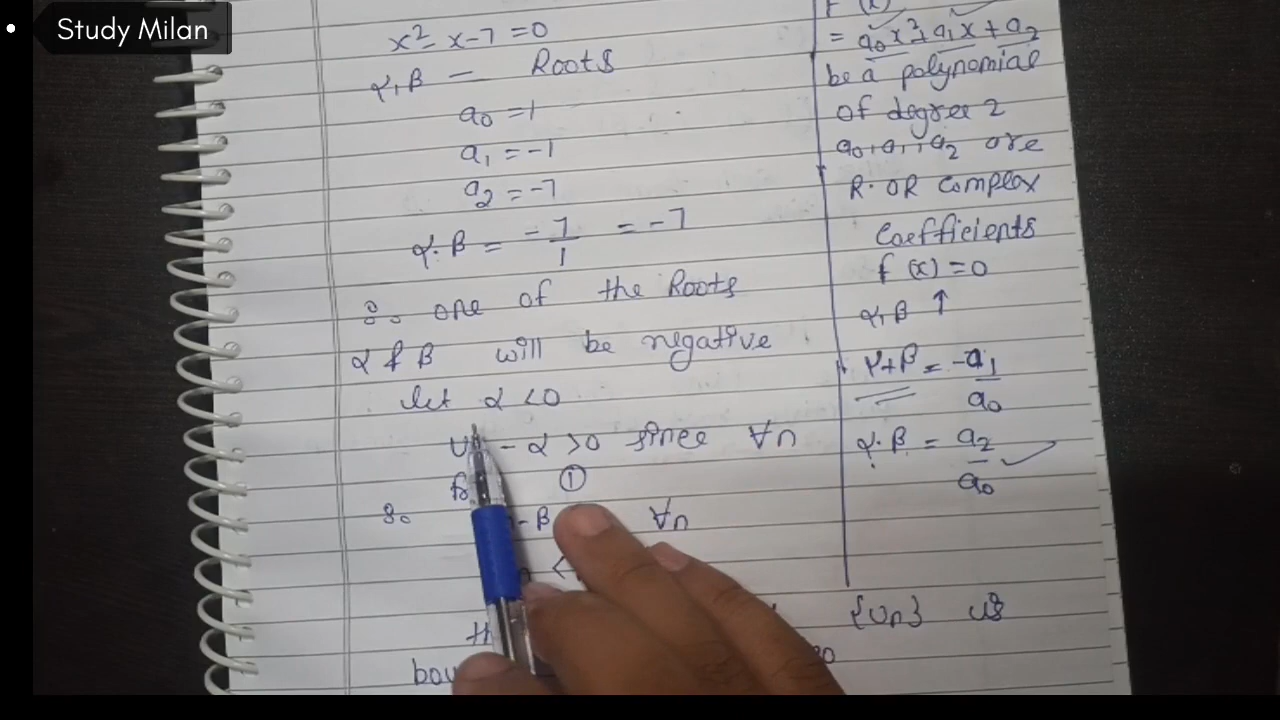 Study Milan
x² - x - 7 = 0
α, β — Roots
a₀ = 1
a₁ = -1
a₂ = -7
α·β = -7/1 = -7
∴ one of the Roots
α & β will be negative
let α < 0
- α > 0 since ∀n
①
So - β ∀n
<
bou
f (x)
= a₀x² + a₁x + a₂
be a polynomial
of degree 2
a₀, a₁, a₂ are
R. OR Complex
Coefficients
f (x) = 0
α, β ↑
α + β = -a₁/a₀
α·β = a₂/a₀
{Un} us